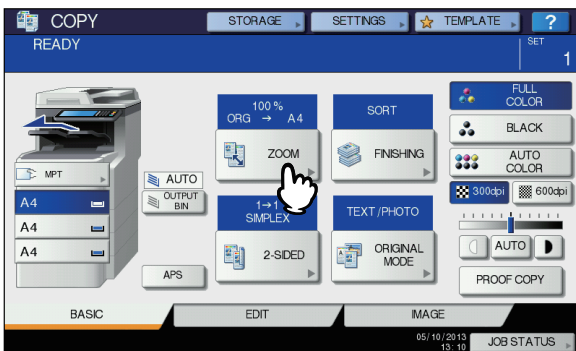 COPY
STORAGE
SETTINGS
TEMPLATE
?
READY
SET
1
100 %
ORG → A4
ZOOM
SORT
FINISHING
FULL
COLOR
BLACK
AUTO
COLOR
300dpi
600dpi
MPT
A4
A4
A4
AUTO
OUTPUT
BIN
APS
1→1
SIMPLEX
2-SIDED
TEXT/PHOTO
ORIGINAL
MODE
AUTO
PROOF COPY
BASIC
EDIT
IMAGE
05/10/2013
13:10
JOB STATUS